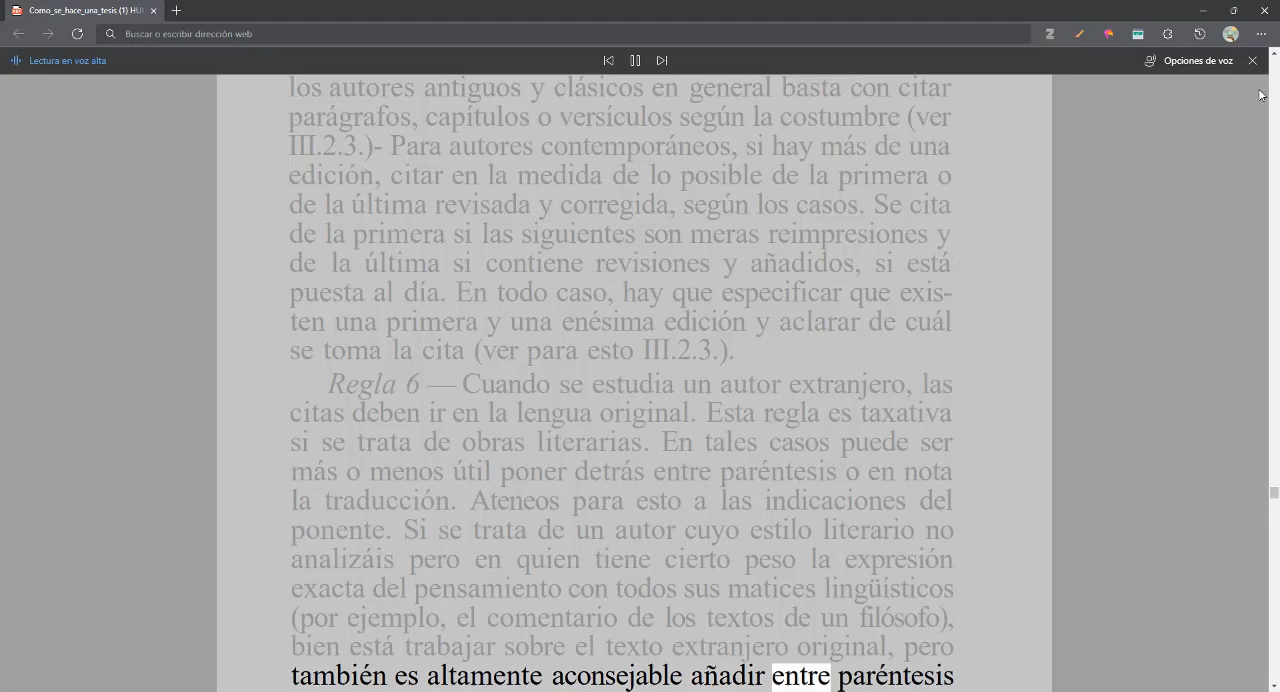 Como_se_hace_una_tesis (1) HUI
Buscar o escribir dirección web
Lectura en voz alta
Opciones de voz
los autores antiguos y clásicos en general basta con citar
parágrafos, capítulos o versículos según la costumbre (ver
III.2.3.)- Para autores contemporáneos, si hay más de una
edición, citar en la medida de lo posible de la primera o
de la última revisada y corregida, según los casos. Se cita
de la primera si las siguientes son meras reimpresiones y
de la última si contiene revisiones y añadidos, si está
puesta al día. En todo caso, hay que especificar que exis-
ten una primera y una enésima edición y aclarar de cuál
se toma la cita (ver para esto III.2.3.).
Regla 6 — Cuando se estudia un autor extranjero, las
citas deben ir en la lengua original. Esta regla es taxativa
si se trata de obras literarias. En tales casos puede ser
más o menos útil poner detrás entre paréntesis o en nota
la traducción. Ateneos para esto a las indicaciones del
ponente. Si se trata de un autor cuyo estilo literario no
analizáis pero en quien tiene cierto peso la expresión
exacta del pensamiento con todos sus matices lingüísticos
(por ejemplo, el comentario de los textos de un filósofo),
bien está trabajar sobre el texto extranjero original, pero
también es altamente aconsejable añadir entre paréntesis